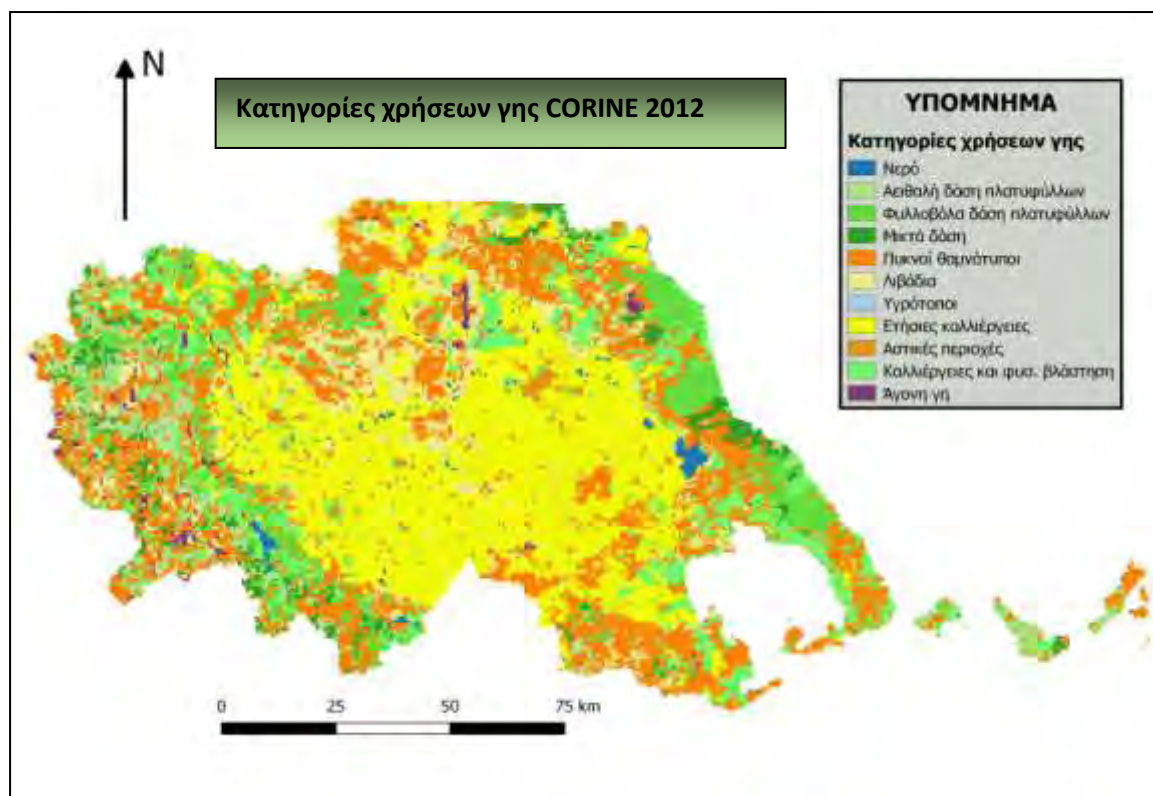 N
Κατηγορίες χρήσεων γης CORINE 2012
ΥΠΟΜΝΗΜΑ
Κατηγορίες χρήσεων γης
Νερό
Αειθαλή δάση πλατυφύλλων
Φυλλοβόλα δάση πλατυφύλλων
Μικτά δάση
Πυκνοί θαμνότυποι
Λιβάδια
Υγρότοποι
Ετήσιες καλλιέργειες
Αστικές περιοχές
Καλλιέργειες και φυσ. βλάστηση
Άγονη γη
0 25 50 75 km